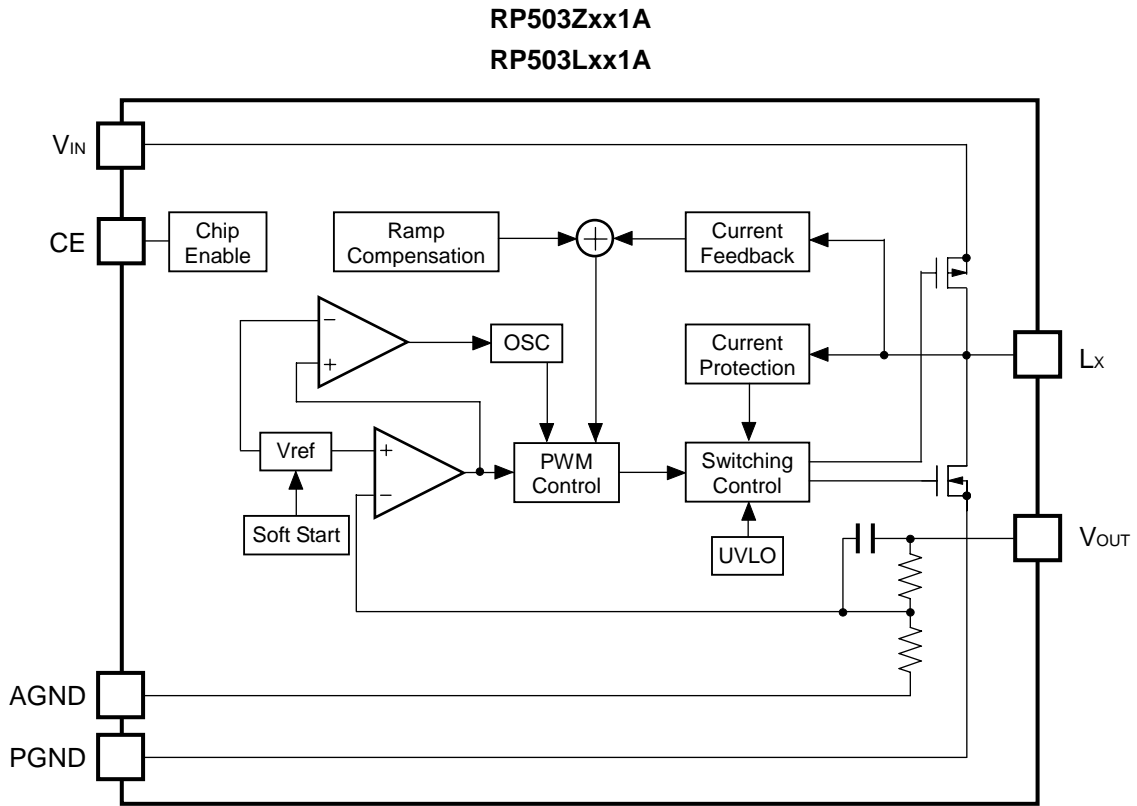 RP503Zxx1A
RP503Lxx1A
VIN
CE
Chip
Enable
Ramp
Compensation
+
Current
Feedback
−
+
OSC
Current
Protection
LX
Vref
+
−
PWM
Control
Switching
Control
Soft Start
UVLO
VOUT
AGND
PGND